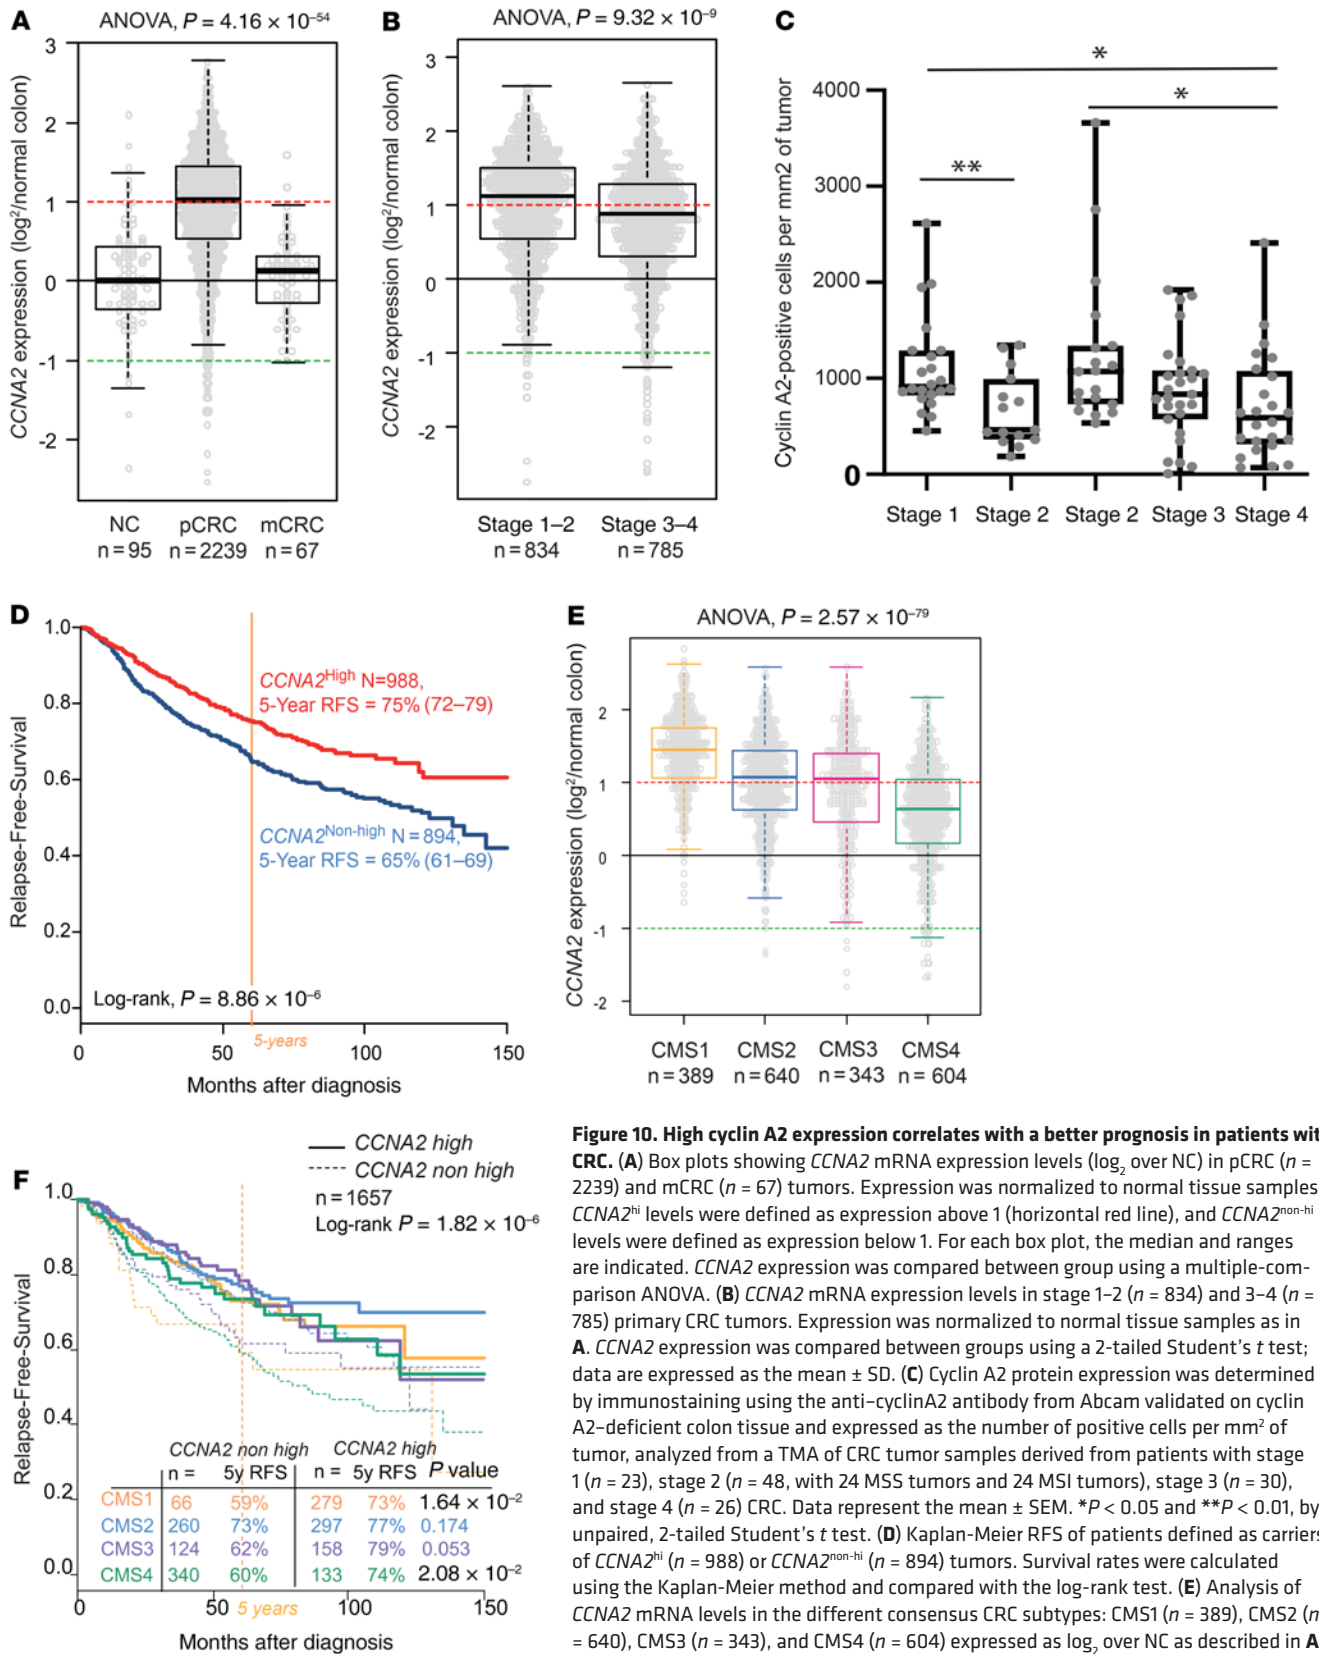 A
ANOVA, P = 4.16 × 10–54
CCNA2 expression (log2/normal colon)
3
2
1
0
-1
-2
NC
n = 95
pCRC
n = 2239
mCRC
n = 67
B
ANOVA, P = 9.32 × 10–9
CCNA2 expression (log2/normal colon)
3
2
1
0
-1
-2
Stage 1–2
n = 834
Stage 3–4
n = 785
C
Cyclin A2-positive cells per mm2 of tumor
4000
3000
2000
1000
0
*
*
**
Stage 1
Stage 2
Stage 2
Stage 3
Stage 4
D
Relapse-Free-Survival
1.0
0.8
0.6
0.4
0.2
0.0
CCNA2High N=988,
5-Year RFS = 75% (72–79)
CCNA2Non-high N = 894,
5-Year RFS = 65% (61–69)
Log-rank, P = 8.86 × 10–6
5-years
0
50
100
150
Months after diagnosis
E
ANOVA, P = 2.57 × 10–79
CCNA2 expression (log2/normal colon)
2
1
0
-1
-2
CMS1
n = 389
CMS2
n = 640
CMS3
n = 343
CMS4
n = 604
F
CCNA2 high
CCNA2 non high
n = 1657
Log-rank P = 1.82 × 10–6
Relapse-Free-Survival
1.0
0.8
0.6
0.4
0.2
0.0
CCNA2 non high CCNA2 high
n = 5y RFS n = 5y RFS P value
CMS1 66 59% 279 73% 1.64 × 10–2
CMS2 260 73% 297 77% 0.174
CMS3 124 62% 158 79% 0.053
CMS4 340 60% 133 74% 2.08 × 10–2
0
50
5 years
100
150
Months after diagnosis
Figure 10. High cyclin A2 expression correlates with a better prognosis in patients wit
CRC. (A) Box plots showing CCNA2 mRNA expression levels (log2 over NC) in pCRC (n =
2239) and mCRC (n = 67) tumors. Expression was normalized to normal tissue samples
CCNA2hi levels were defined as expression above 1 (horizontal red line), and CCNA2non-hi
levels were defined as expression below 1. For each box plot, the median and ranges
are indicated. CCNA2 expression was compared between group using a multiple-com-
parison ANOVA. (B) CCNA2 mRNA expression levels in stage 1–2 (n = 834) and 3–4 (n =
785) primary CRC tumors. Expression was normalized to normal tissue samples as in
A. CCNA2 expression was compared between groups using a 2-tailed Student’s t test;
data are expressed as the mean ± SD. (C) Cyclin A2 protein expression was determined
by immunostaining using the anti–cyclinA2 antibody from Abcam validated on cyclin
A2–deficient colon tissue and expressed as the number of positive cells per mm2 of
tumor, analyzed from a TMA of CRC tumor samples derived from patients with stage
1 (n = 23), stage 2 (n = 48, with 24 MSS tumors and 24 MSI tumors), stage 3 (n = 30),
and stage 4 (n = 26) CRC. Data represent the mean ± SEM. *P < 0.05 and **P < 0.01, by
unpaired, 2-tailed Student’s t test. (D) Kaplan-Meier RFS of patients defined as carriers
of CCNA2hi (n = 988) or CCNA2non-hi (n = 894) tumors. Survival rates were calculated
using the Kaplan-Meier method and compared with the log-rank test. (E) Analysis of
CCNA2 mRNA levels in the different consensus CRC subtypes: CMS1 (n = 389), CMS2 (n
= 640), CMS3 (n = 343), and CMS4 (n = 604) expressed as log2 over NC as described in A